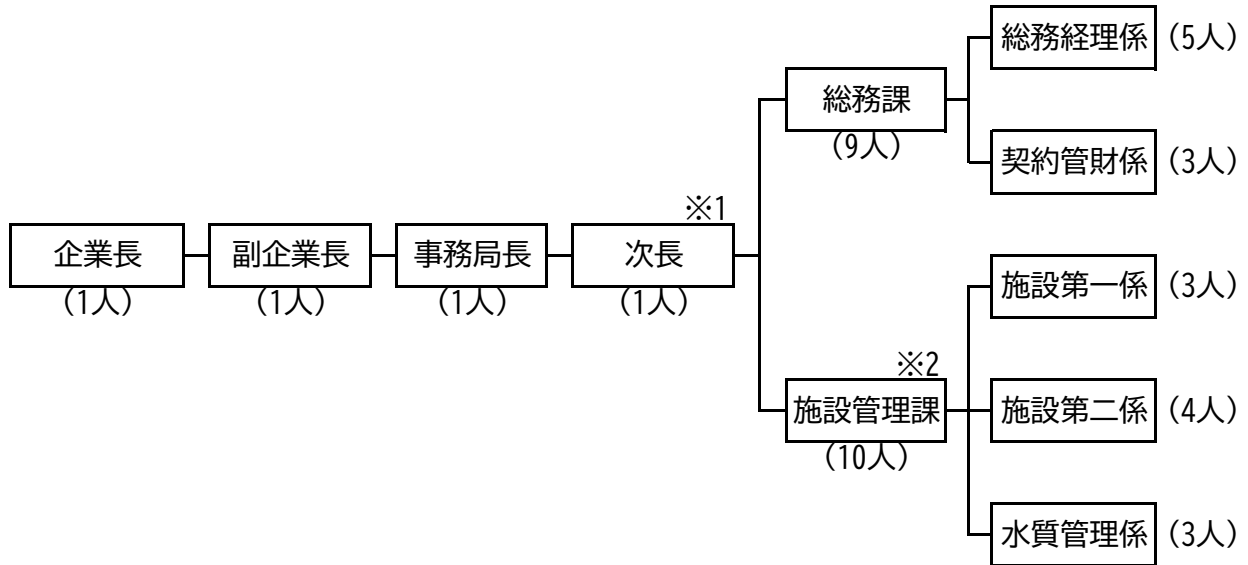 総務経理係 (5人)
総務課
(9人)
契約管財係 (3人)
※1
企業長
(1人)
副企業長
(1人)
事務局長
(1人)
次長
(1人)
施設第一係 (3人)
※2
施設管理課
(10人)
施設第二係 (4人)
水質管理係 (3人)